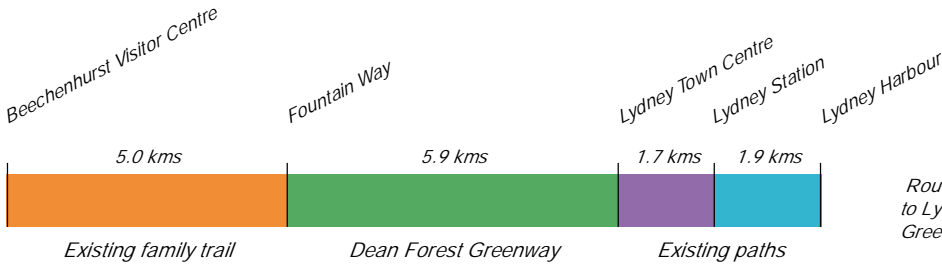 Beechenhurst Visitor Centre
Fountain Way
Lydney Town Centre
Lydney Station
Lydney Harbour
5.0 kms
5.9 kms
1.7 kms
1.9 kms
Existing family trail
Dean Forest Greenway
Existing paths